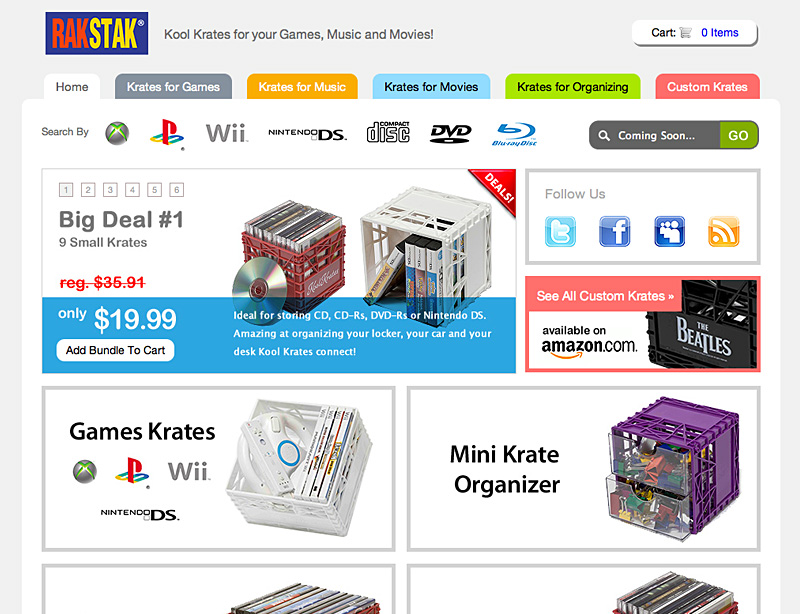 RAKSTAK®
Kool Krates for your Games, Music and Movies!
Cart: 0 Items
Home
Krates for Games
Krates for Music
Krates for Movies
Krates for Organizing
Custom Krates
Search By
Wii
NINTENDO DS.
COMPACT
disc
DVD
Blu-ray Disc
Coming Soon...
GO
1 2 3 4 5 6
Big Deal #1
9 Small Krates
reg. $35.91
only $19.99
Add Bundle To Cart
DEALS!
Kool Krates
Ideal for storing CD, CD-Rs, DVD-Rs or Nintendo DS.
Amazing at organizing your locker, your car and your
desk Kool Krates connect!
Follow Us
See All Custom Krates »
available on
amazon.com.
THE
BEATLES
Games Krates
Wii
NINTENDO DS.
Wii
Mini Krate
Organizer